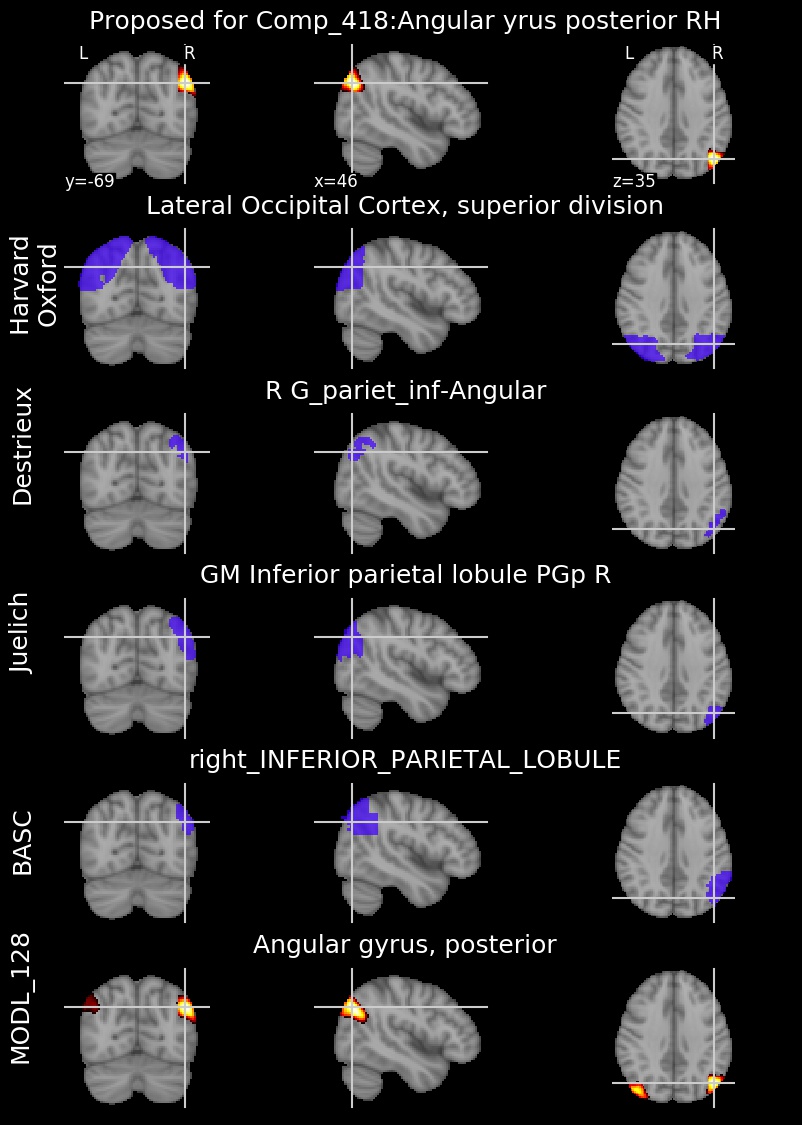 Proposed for Comp_418:Angular yrus posterior RH
L R L R
y=-69 x=46 z=35
Lateral Occipital Cortex, superior division
Harvard
Oxford
R G_pariet_inf-Angular
Destrieux
GM Inferior parietal lobule PGp R
Juelich
right_INFERIOR_PARIETAL_LOBULE
BASC
Angular gyrus, posterior
MODL_128